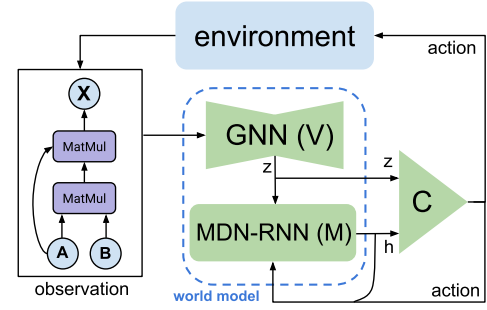 environment
action
X
MatMul
MatMul
A
B
observation
GNN (V)
z
z
MDN-RNN (M)
h
C
world model
action